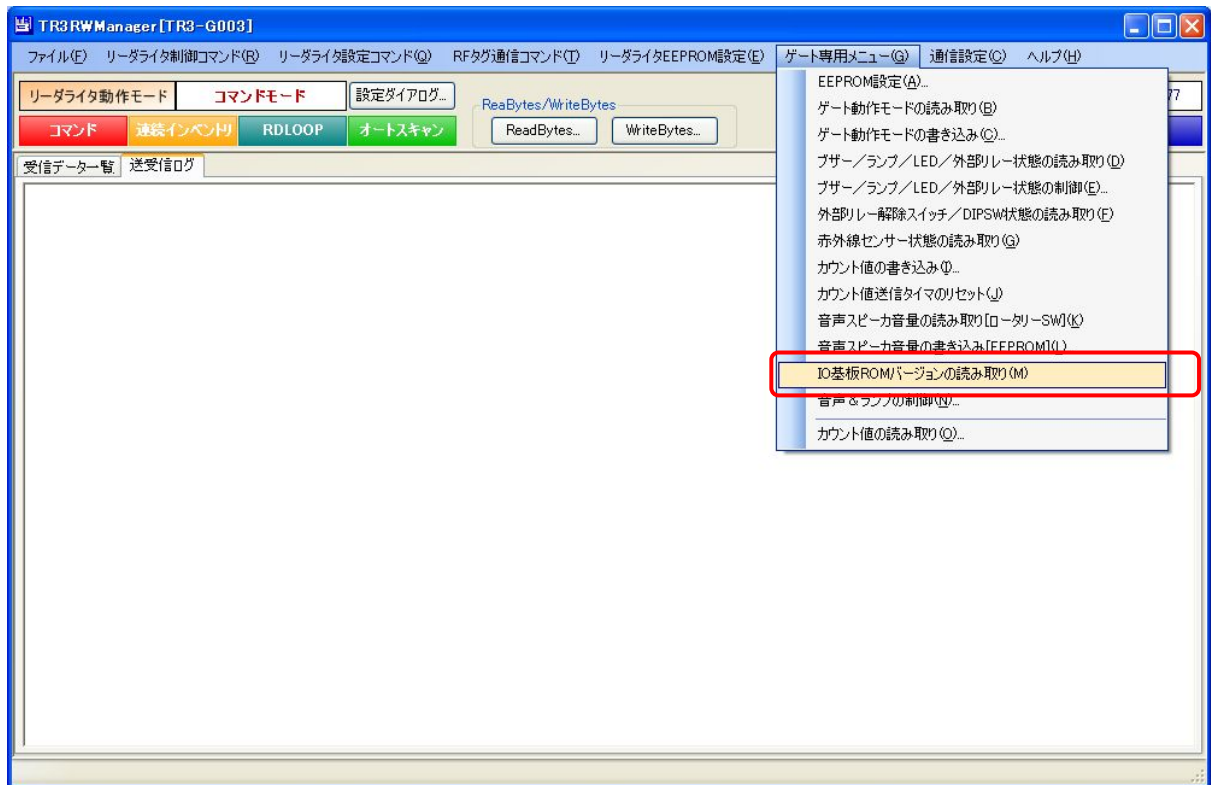 TR3RWManager[TR3-G003]
ファイル(F) リーダライタ制御コマンド(R) リーダライタ設定コマンド(Q) RFタグ通信コマンド(T) リーダライタEEPROM設定(E) ゲート専用メニュー(G) 通信設定(C) ヘルプ(H)
リーダライタ動作モード コマンドモード 設定ダイアログ... ReaBytes/WriteBytes 77
コマンド 連続インベントリ RDLOOP オートスキャン ReadBytes... WriteBytes...
受信データ一覧 送受信ログ
EEPROM設定(A)...
ゲート動作モードの読み取り(B)
ゲート動作モードの書き込み(C)...
ブザー/ランプ/LED/外部リレー状態の読み取り(D)
ブザー/ランプ/LED/外部リレー状態の制御(E)...
外部リレー解除スイッチ/DIPSW状態の読み取り(F)
赤外線センサー状態の読み取り(G)
カウント値の書き込み(I)...
カウント値送信タイマのリセット(J)
音声スピーカ音量の読み取り[ロータリーSW](K)
音声スピーカ音量の書き込み[EEPROM](L)
IO基板ROMバージョンの読み取り(M)
音声&ランプの制御(N)...
カウント値の読み取り(O)...